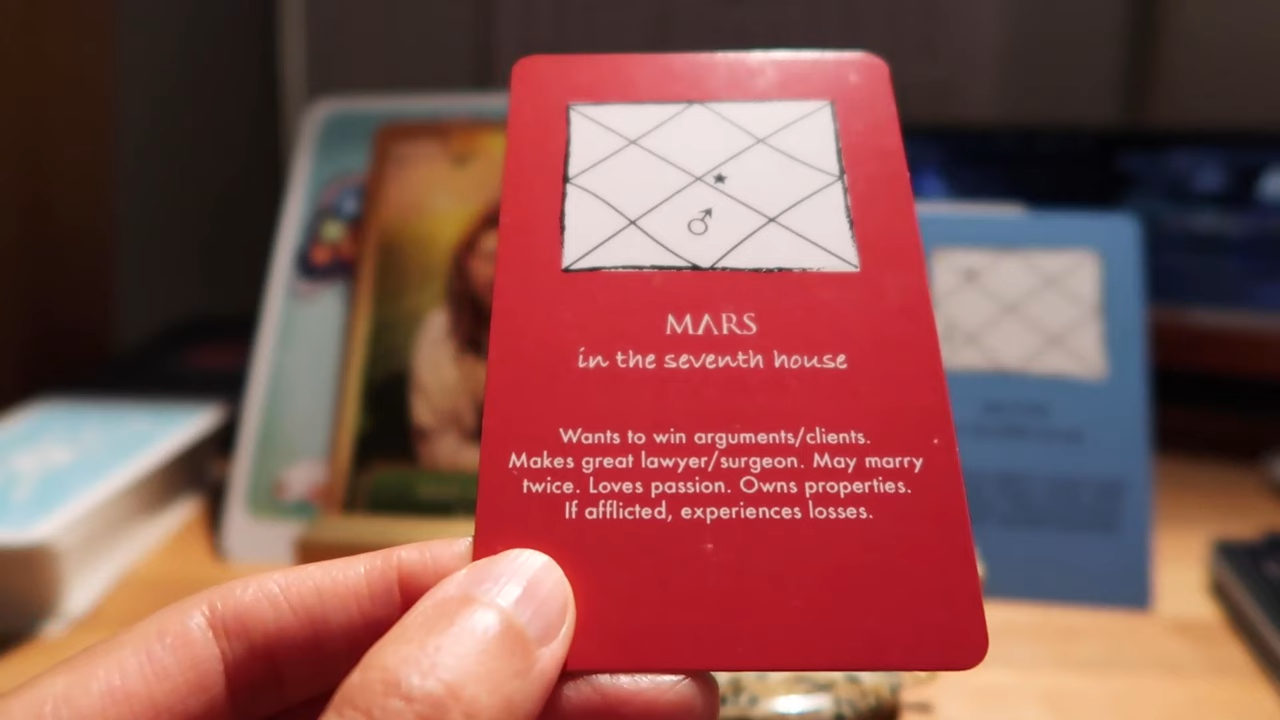 MARS
in the seventh house
Wants to win arguments/clients.
Makes great lawyer/surgeon. May marry
twice. Loves passion. Owns properties.
If afflicted, experiences losses.